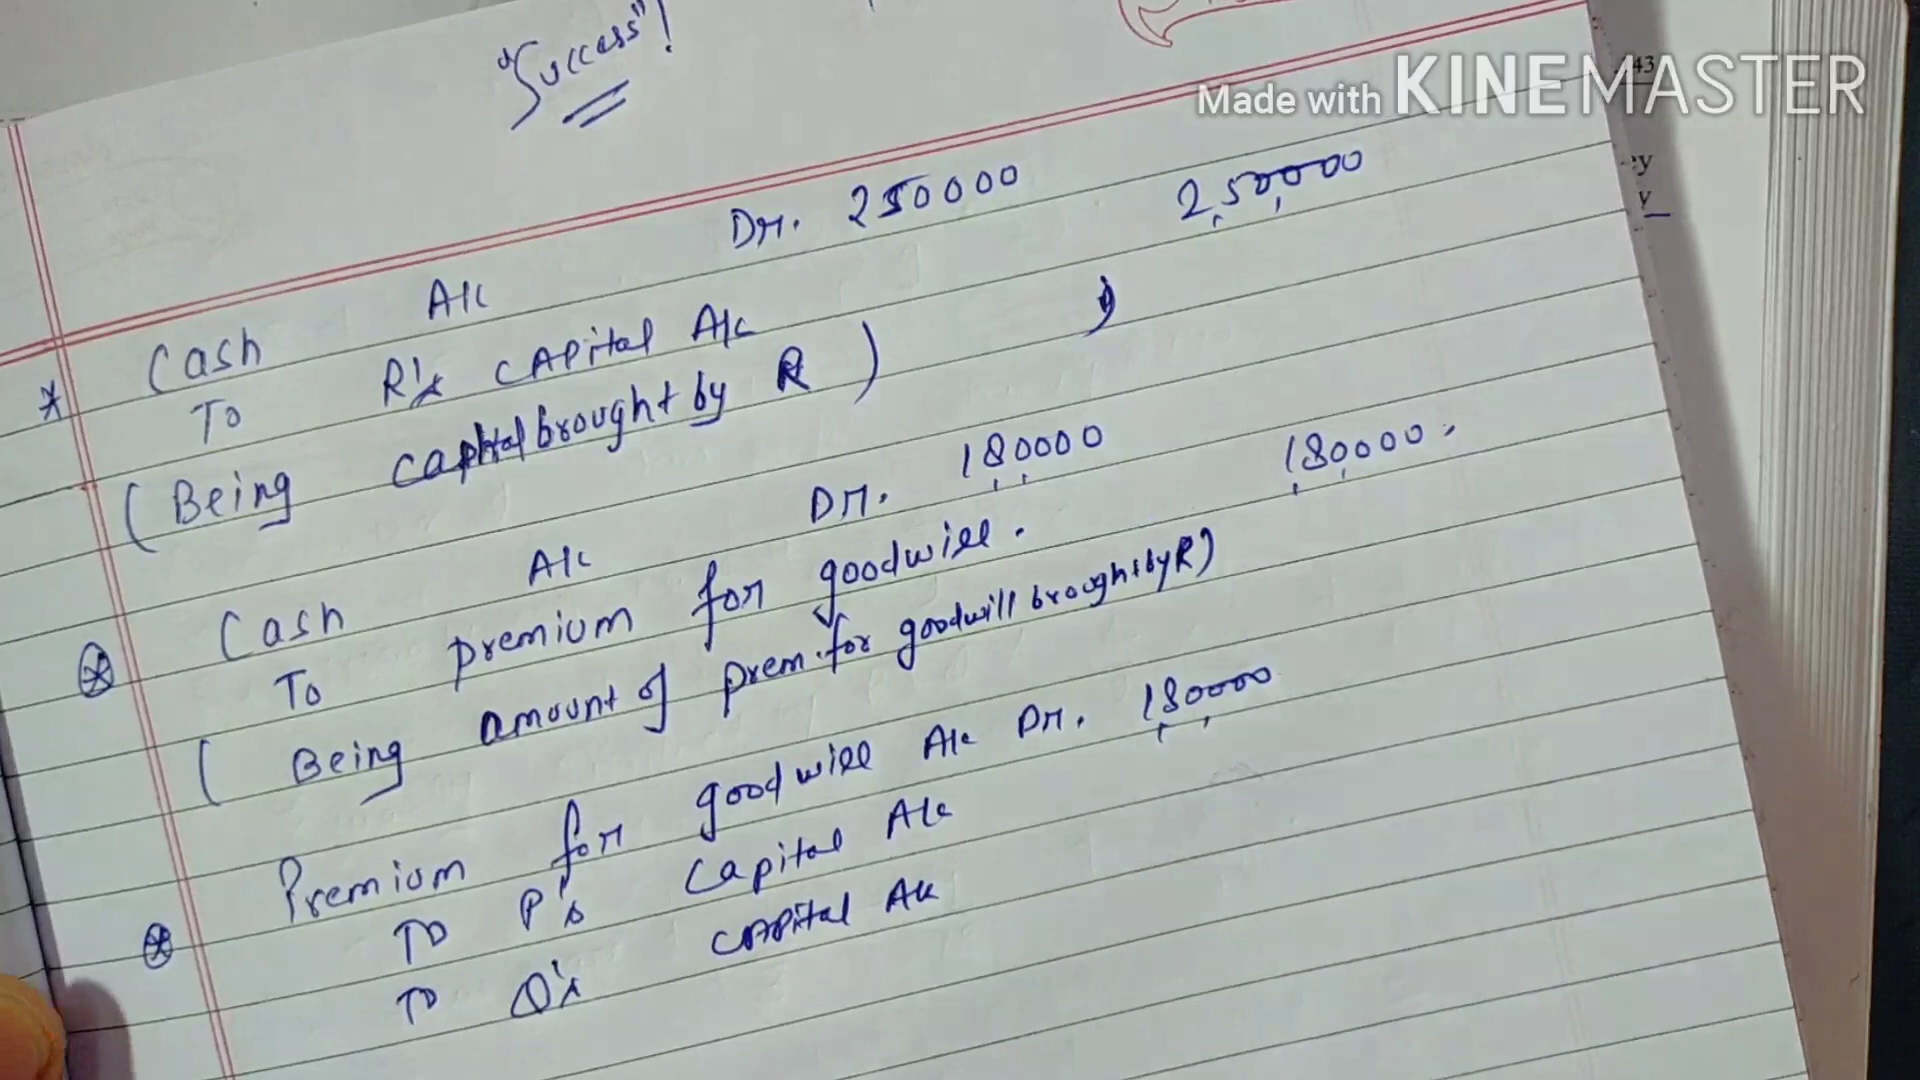 "Success"!
Made with KINEMASTER
43
ey
y
Cash A/c Dr. 250000
To R's capital A/c 2,50,000
(Being capital brought by R)
Cash A/c Dr. 180000
To premium for goodwill. 180000.
(Being amount of prem. for goodwill brought by R)
Premium for goodwill A/c Dr. 180000
To P's capital A/c
To Q's capital A/c